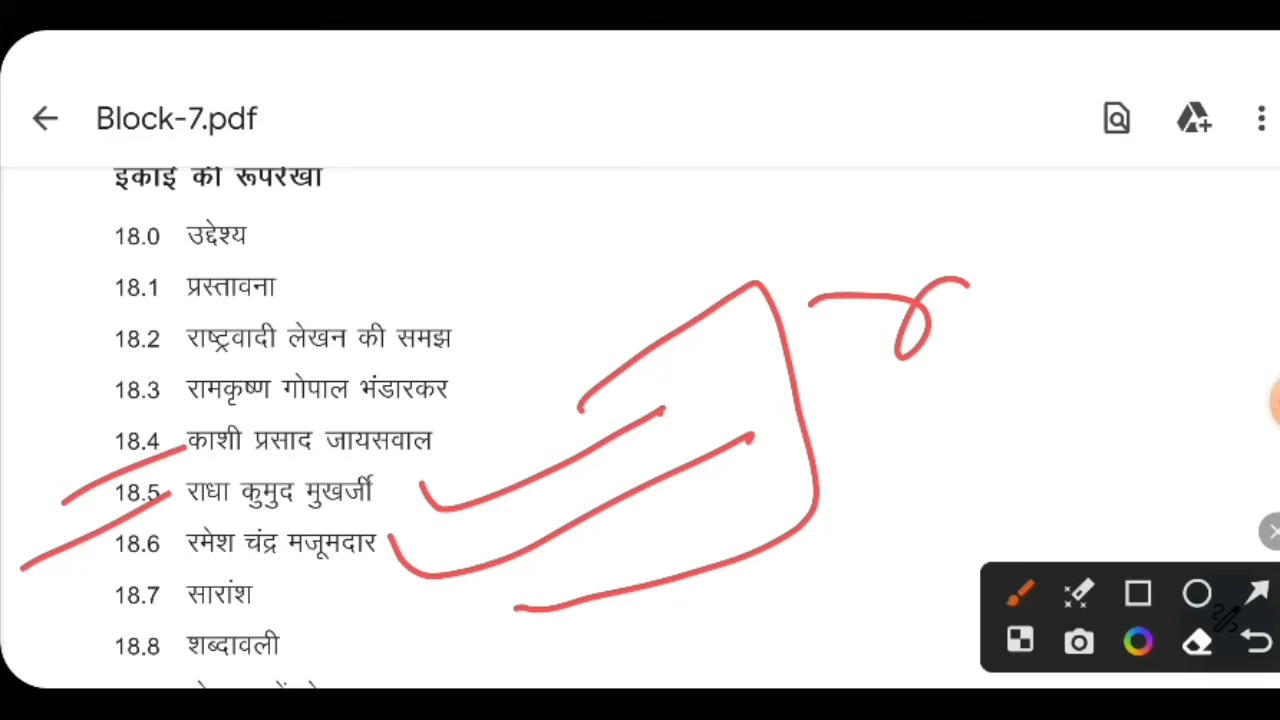 Block-7.pdf
इकाई की रूपरेखा
18.0 उद्देश्य
18.1 प्रस्तावना
18.2 राष्ट्रवादी लेखन की समझ
18.3 रामकृष्ण गोपाल भंडारकर
18.4 काशी प्रसाद जायसवाल
18.5 राधा कुमुद मुखर्जी
18.6 रमेश चंद्र मजूमदार
18.7 सारांश
18.8 शब्दावली